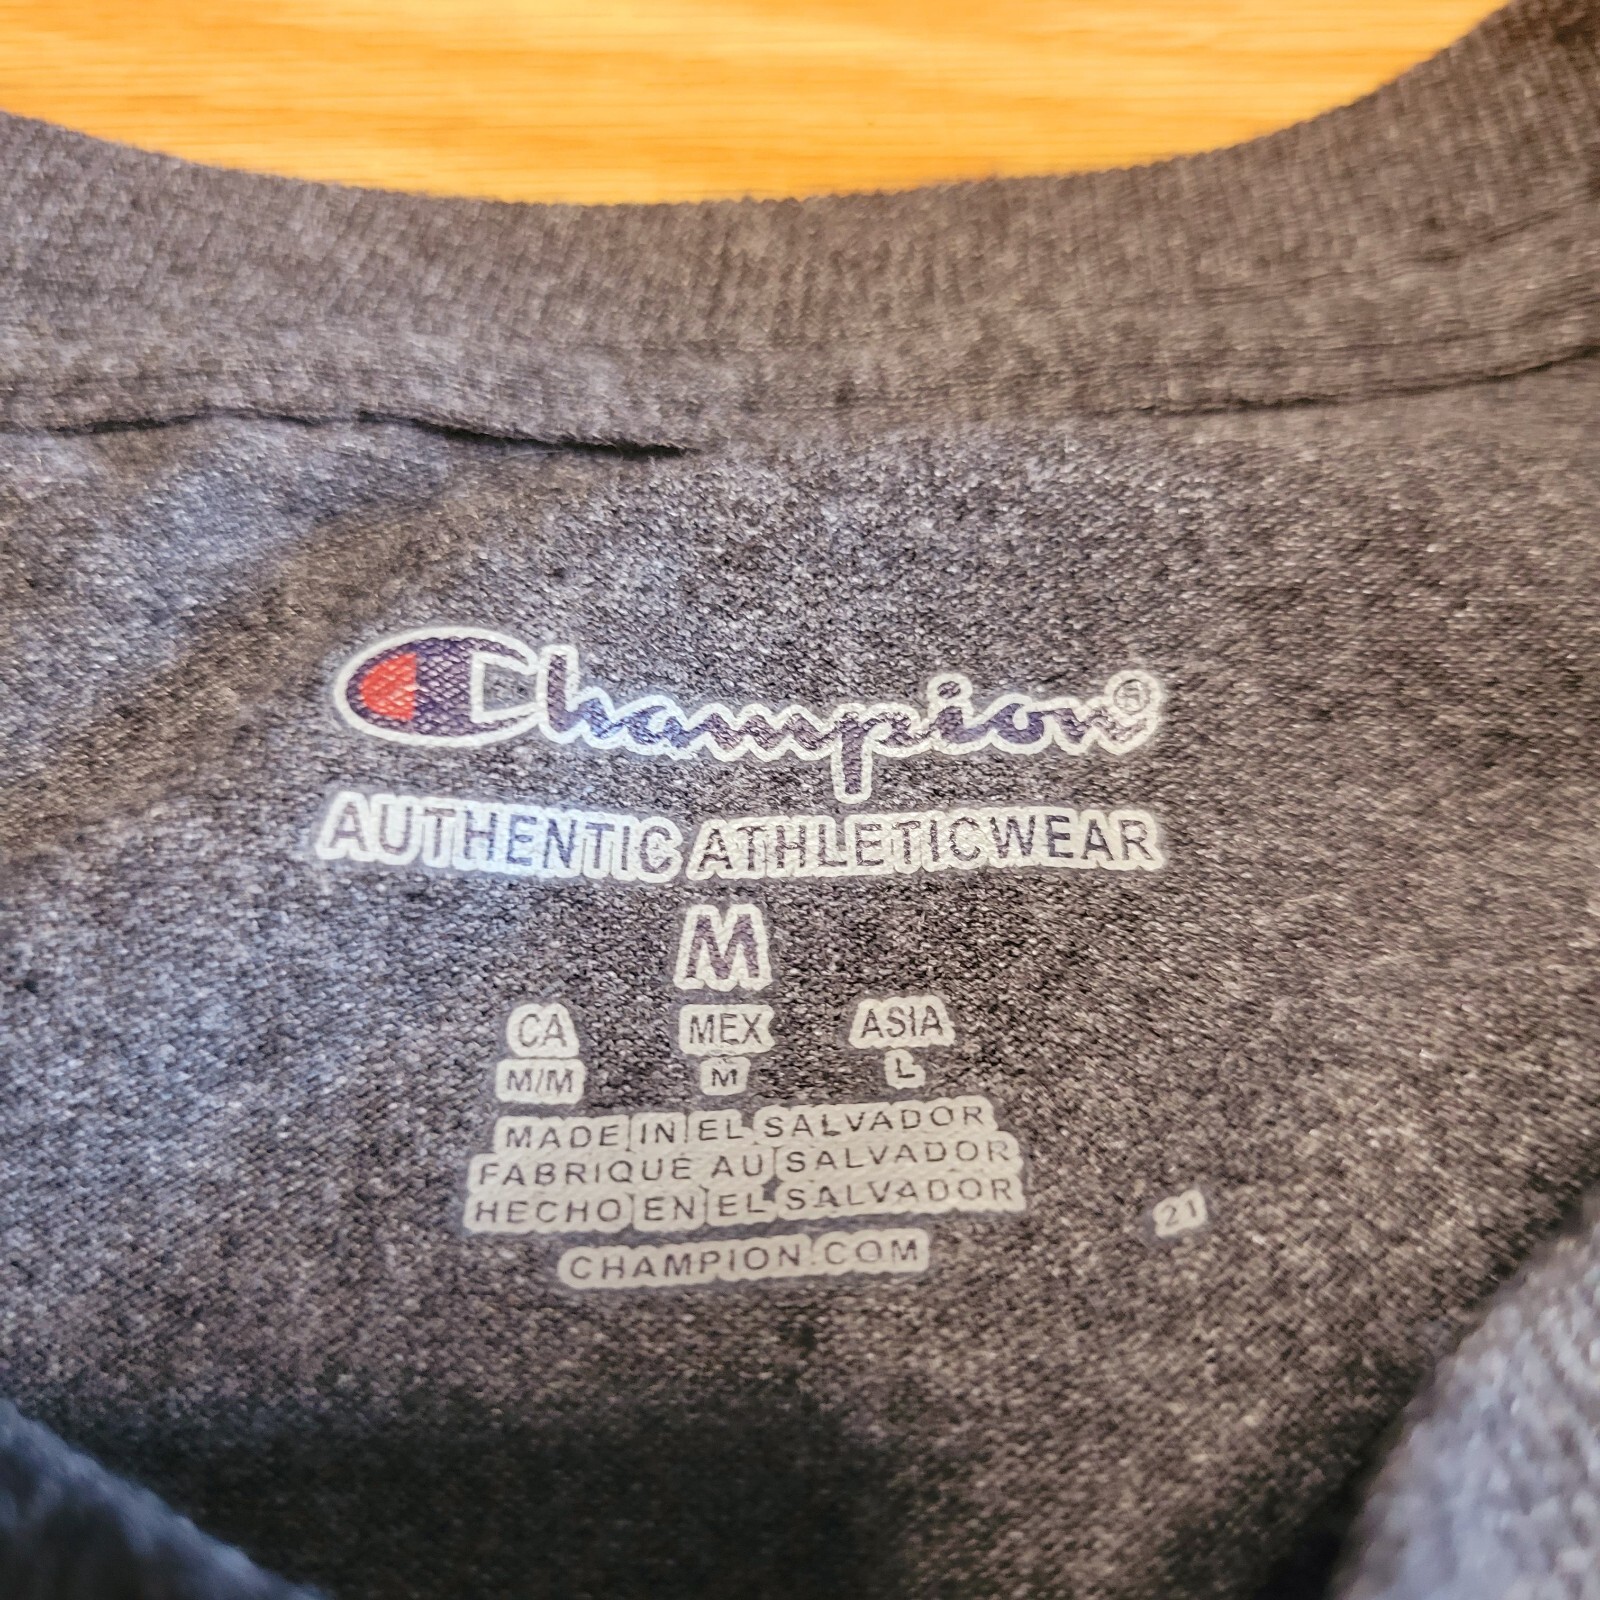 Champion®
AUTHENTIC ATHLETICWEAR
M
CA MEX ASIA
M/M M L
MADE IN EL SALVADOR
FABRIQUE AU SALVADOR
HECHO EN EL SALVADOR
21
CHAMPION.COM